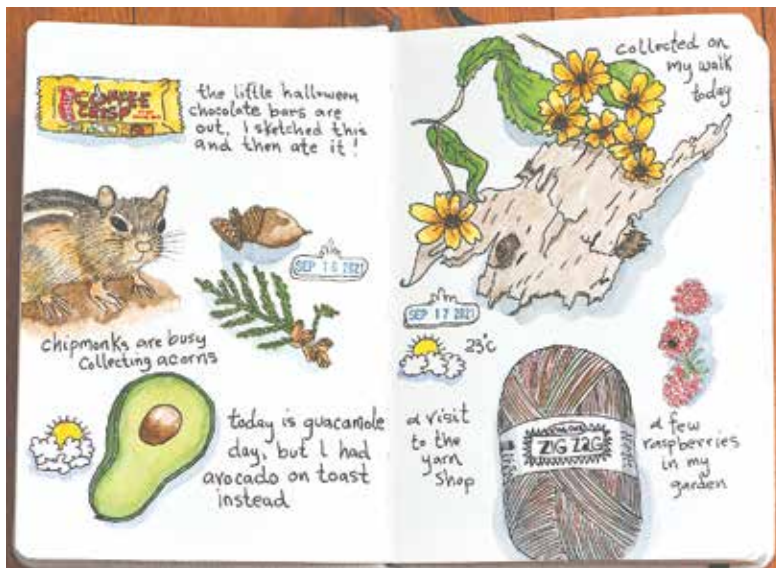 COFFEE
CRISP
the little halloween
chocolate bars are
out. I sketched this
and then ate it!
SEP 16 2021
chipmonks are busy
collecting acorns
today is guacamole
day, but I had
avocado on toast
instead
collected on
my walk
today
SEP 17 2021
23°C
a visit
to the
yarn
shop
ZIG ZAG
a few
raspberries
in my
garden